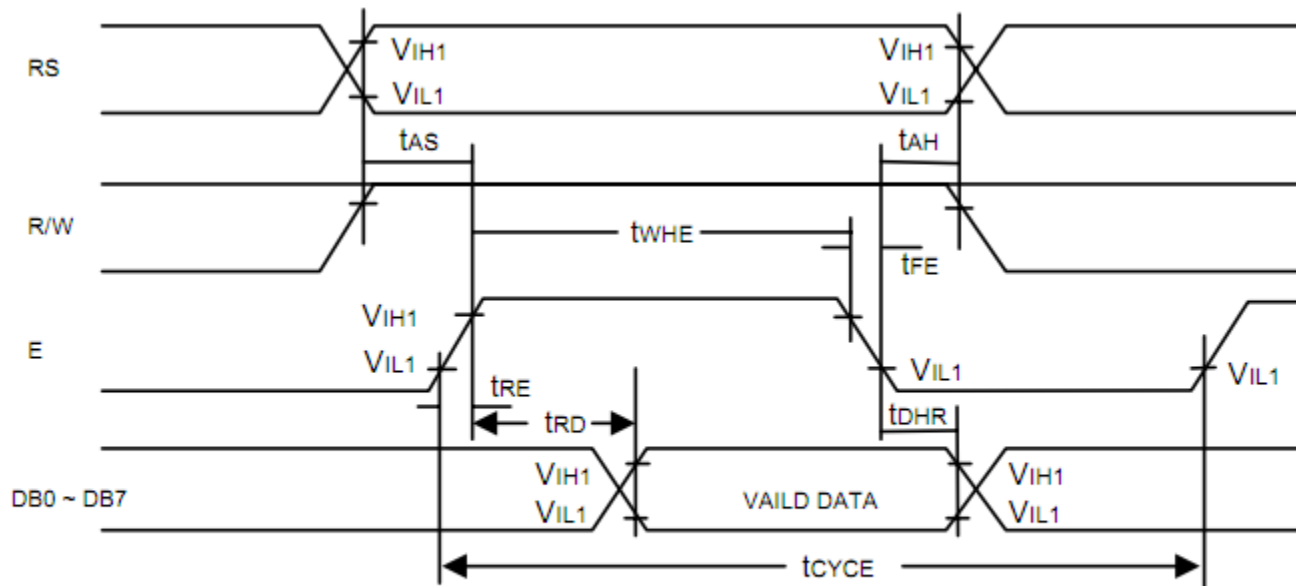 RS
VIH1
VIH1
VIL1
VIL1
tAS
tAH
R/W
tWHE
tFE
E
VIH1
VIL1
VIL1
VIL1
tRE
tRD
tDHR
DB0 ~ DB7
VIH1
VIH1
VIL1
VAILD DATA
VIL1
tCYCE